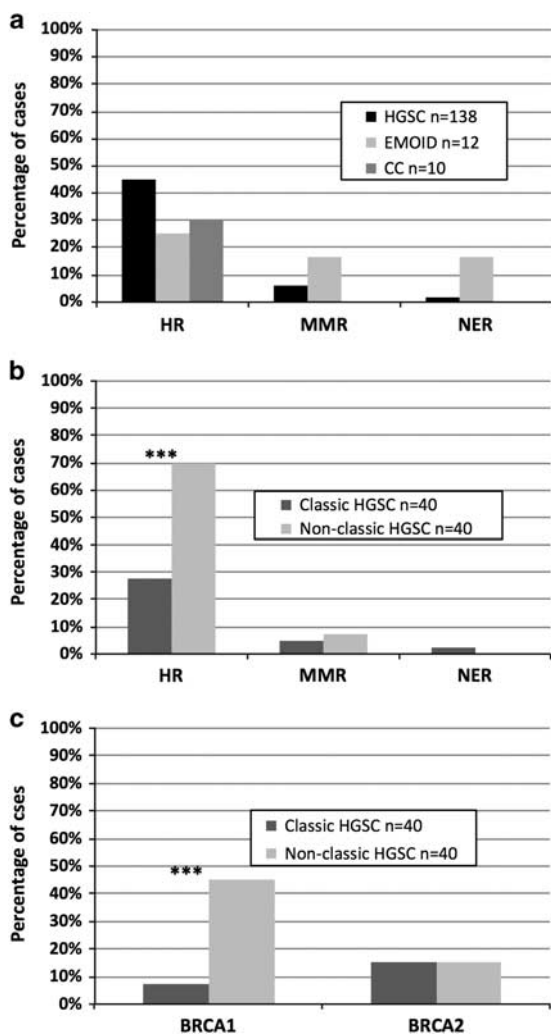 a
Percentage of cases
100%
90%
80%
70%
60%
50%
40%
30%
20%
10%
0%
HGSC n=138
EMOID n=12
CC n=10
HR MMR NER
b
Percentage of cases
100%
90%
80%
70%
60%
50%
40%
30%
20%
10%
0%
***
Classic HGSC n=40
Non-classic HGSC n=40
HR MMR NER
c
Percentage of cses
100%
90%
80%
70%
60%
50%
40%
30%
20%
10%
0%
***
Classic HGSC n=40
Non-classic HGSC n=40
BRCA1 BRCA2